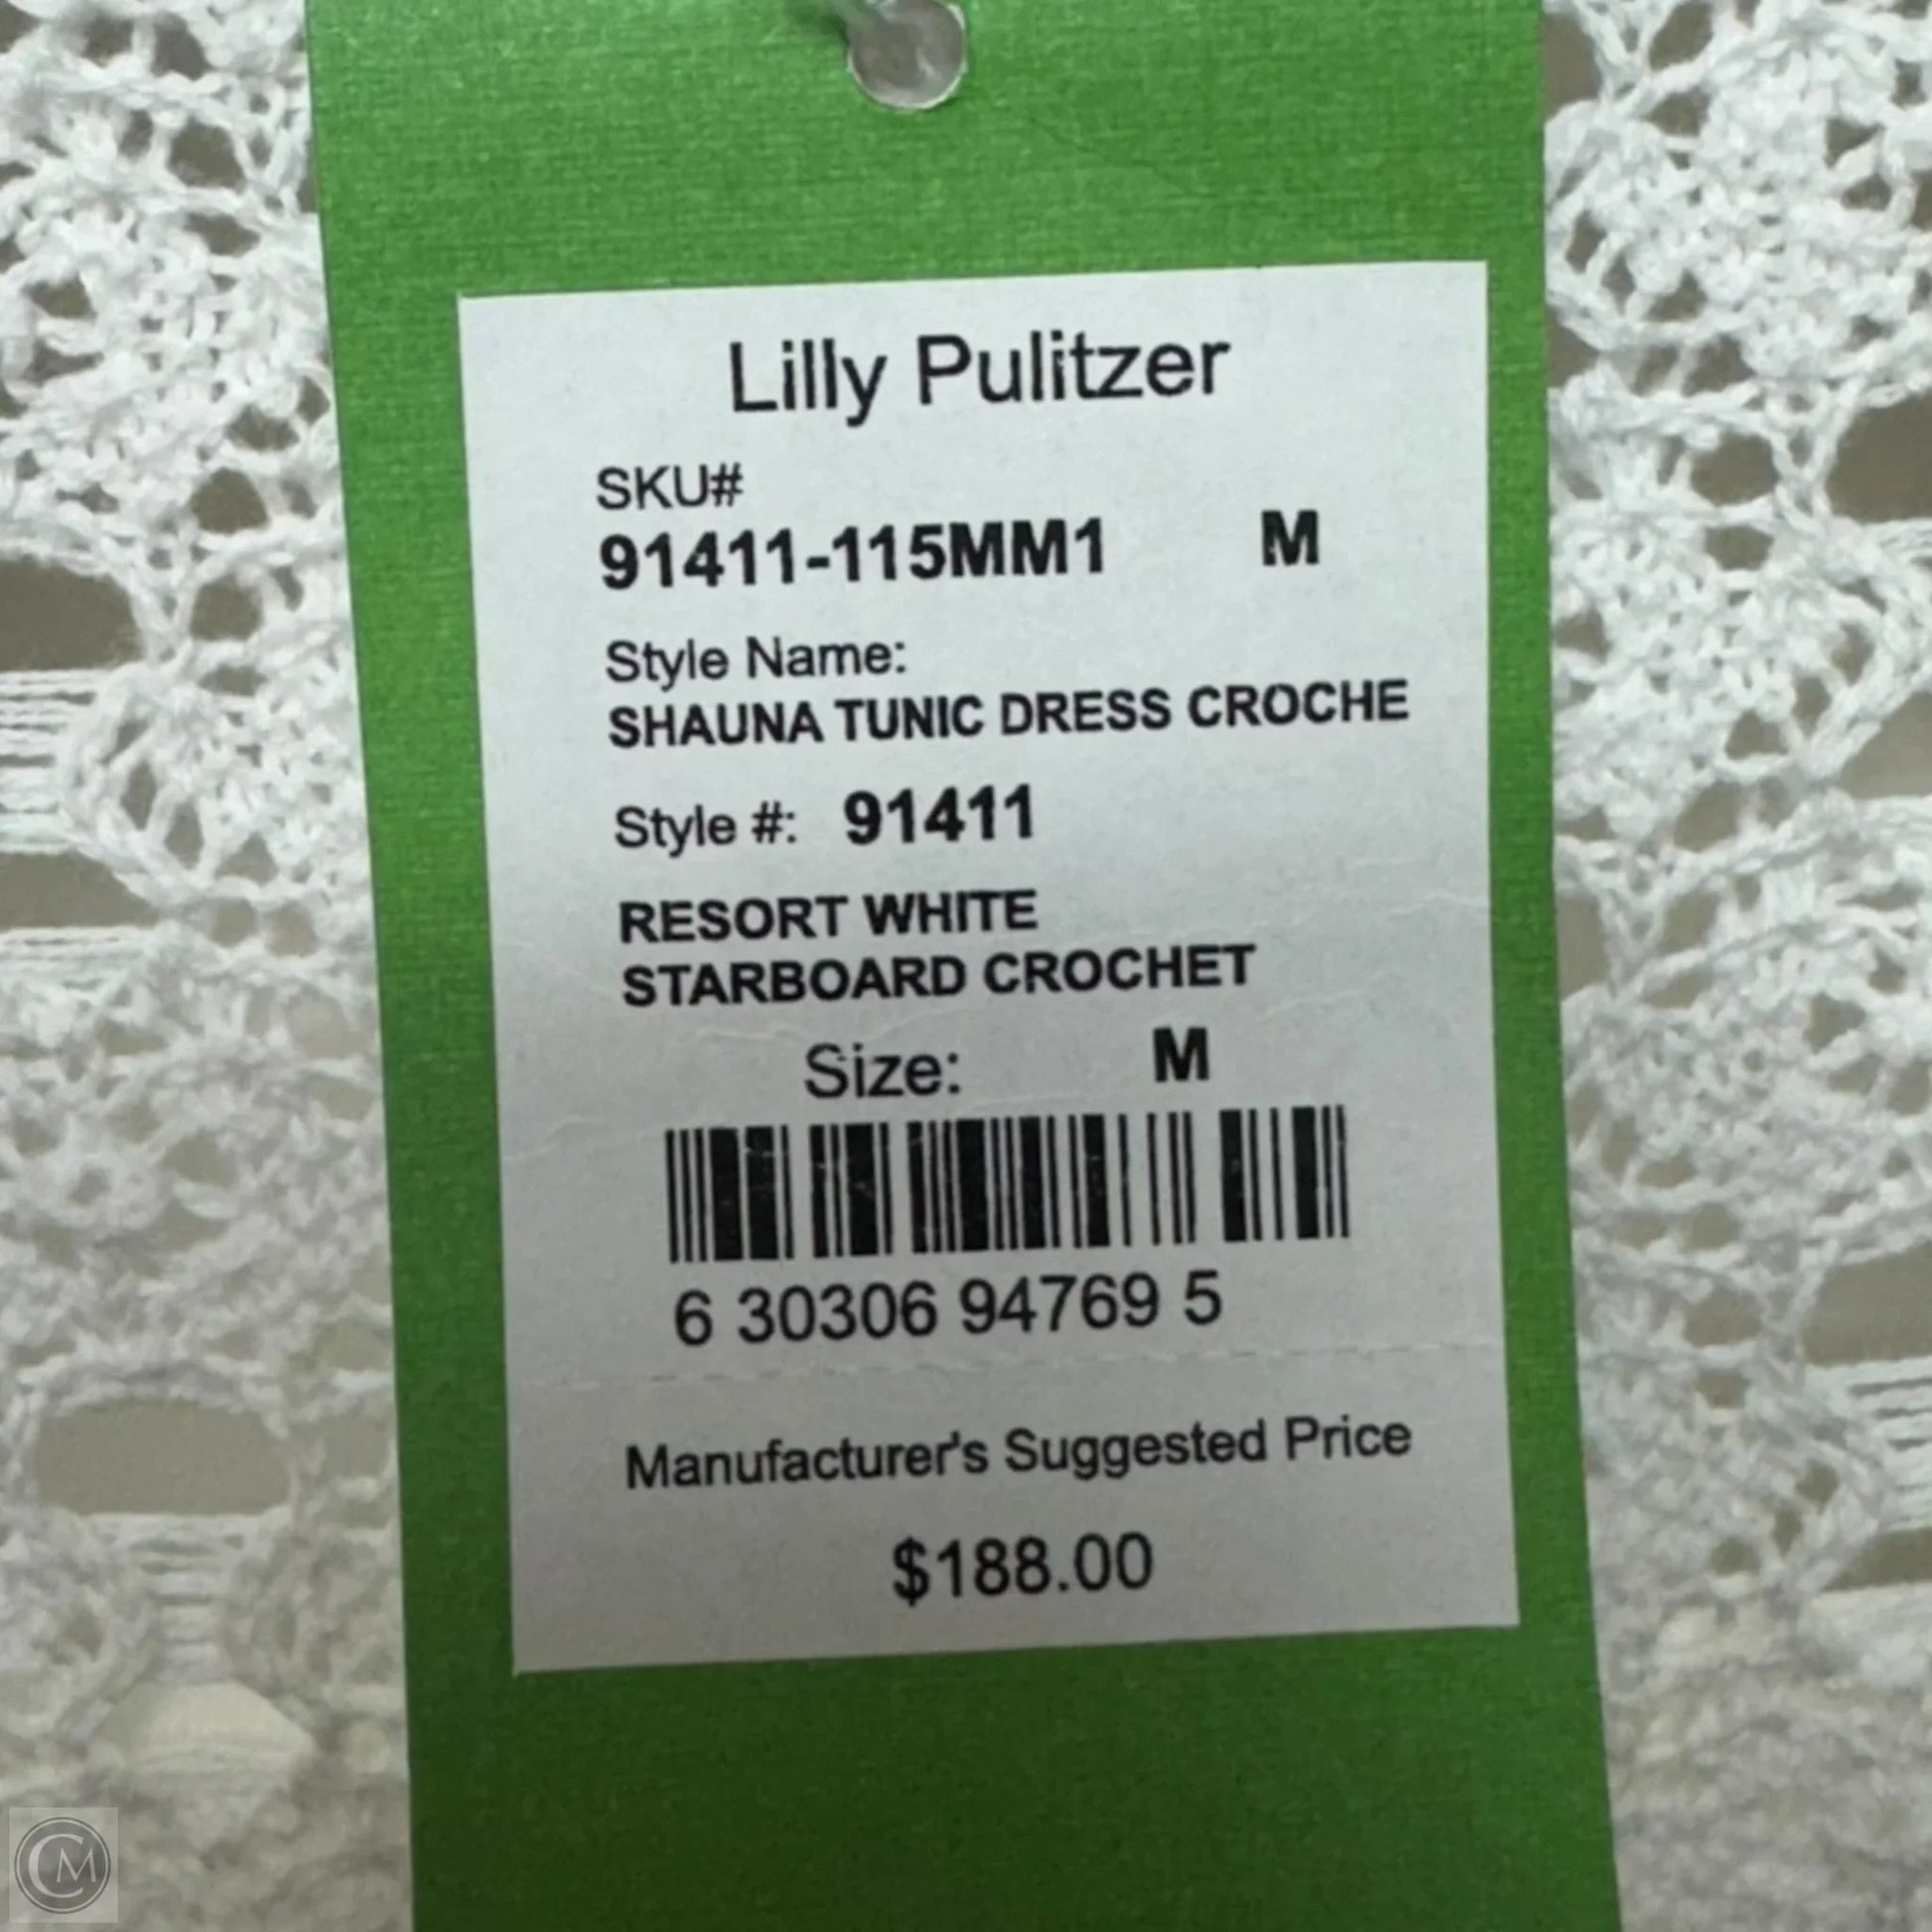 Lilly Pulitzer
SKU#
91411-115MM1 M
Style Name:
SHAUNA TUNIC DRESS CROCHE
Style #: 91411
RESORT WHITE
STARBOARD CROCHET
Size: M
6 30306 94769 5
Manufacturer's Suggested Price
$188.00
CM